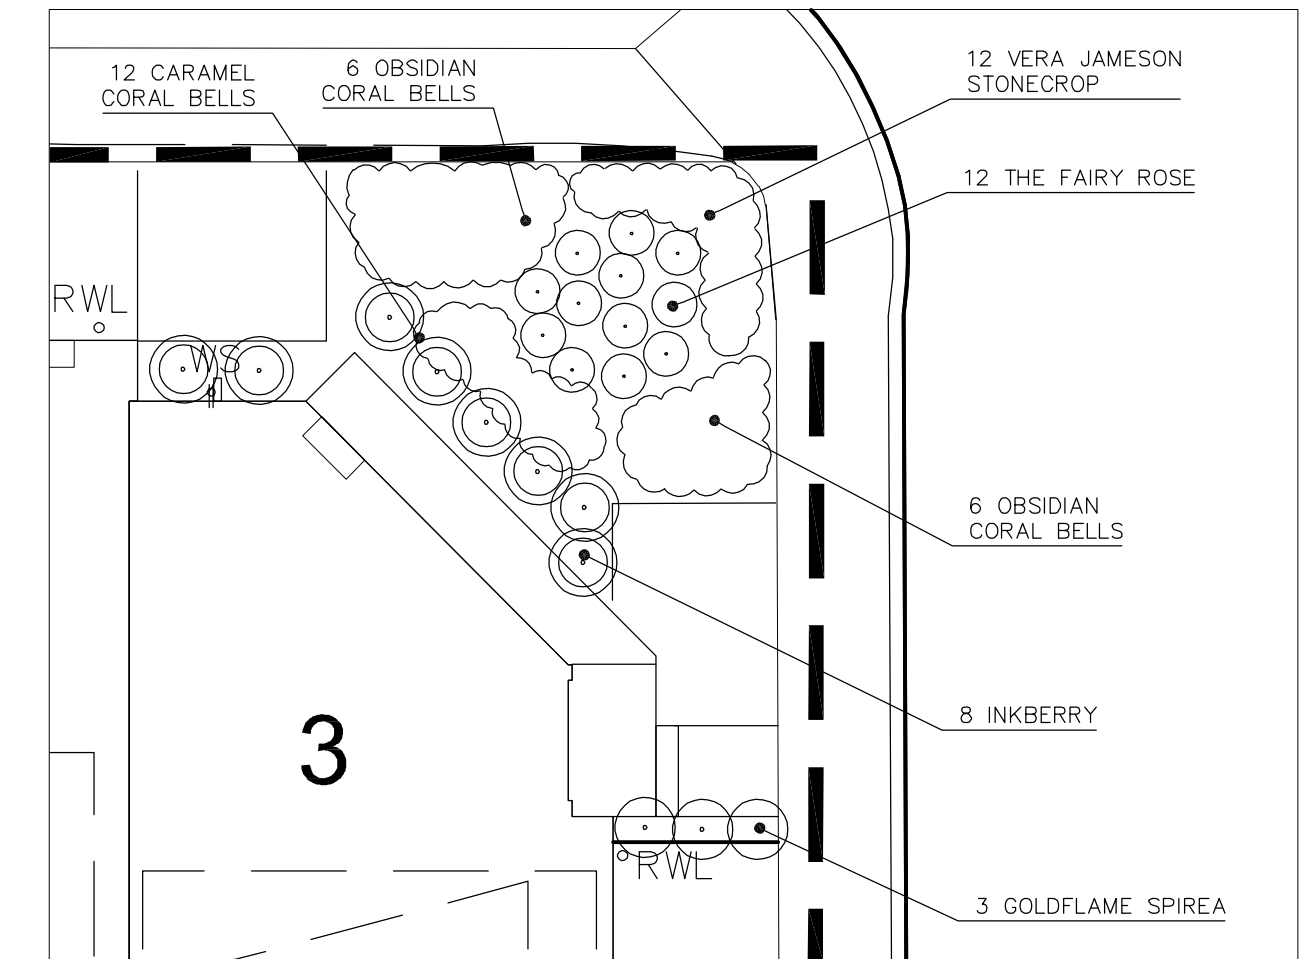 12 CARAMEL
CORAL BELLS
6 OBSIDIAN
CORAL BELLS
12 VERA JAMESON
STONECROP
12 THE FAIRY ROSE
RWL
WS
6 OBSIDIAN
CORAL BELLS
8 INKBERRY
3
RWL
3 GOLDFLAME SPIREA